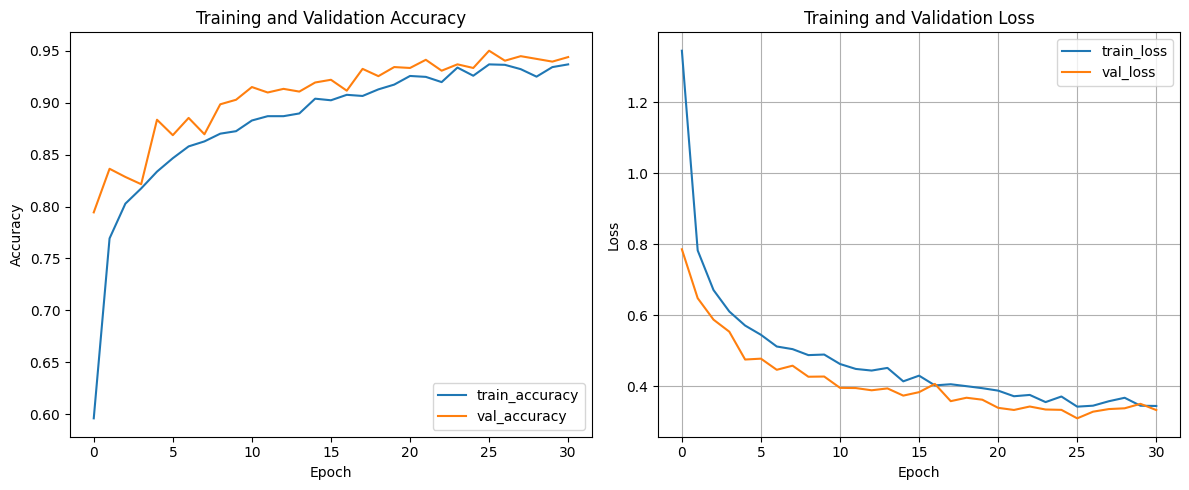 Training and Validation Accuracy
0.95
0.90
0.85
0.80
0.75
0.70
0.65
0.60
Accuracy
0 5 10 15 20 25 30
Epoch
train_accuracy
val_accuracy
Training and Validation Loss
1.2
1.0
0.8
0.6
0.4
Loss
0 5 10 15 20 25 30
Epoch
train_loss
val_loss